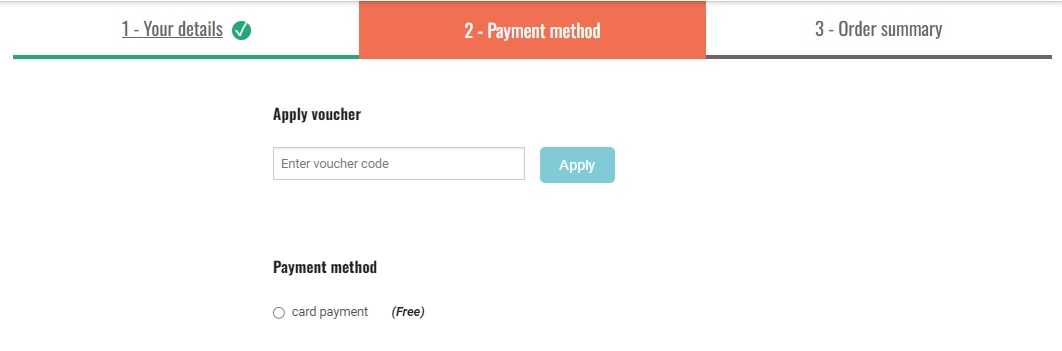 1 - Your details
2 - Payment method
3 - Order summary
Apply voucher
Enter voucher code
Apply
Payment method
card payment (Free)